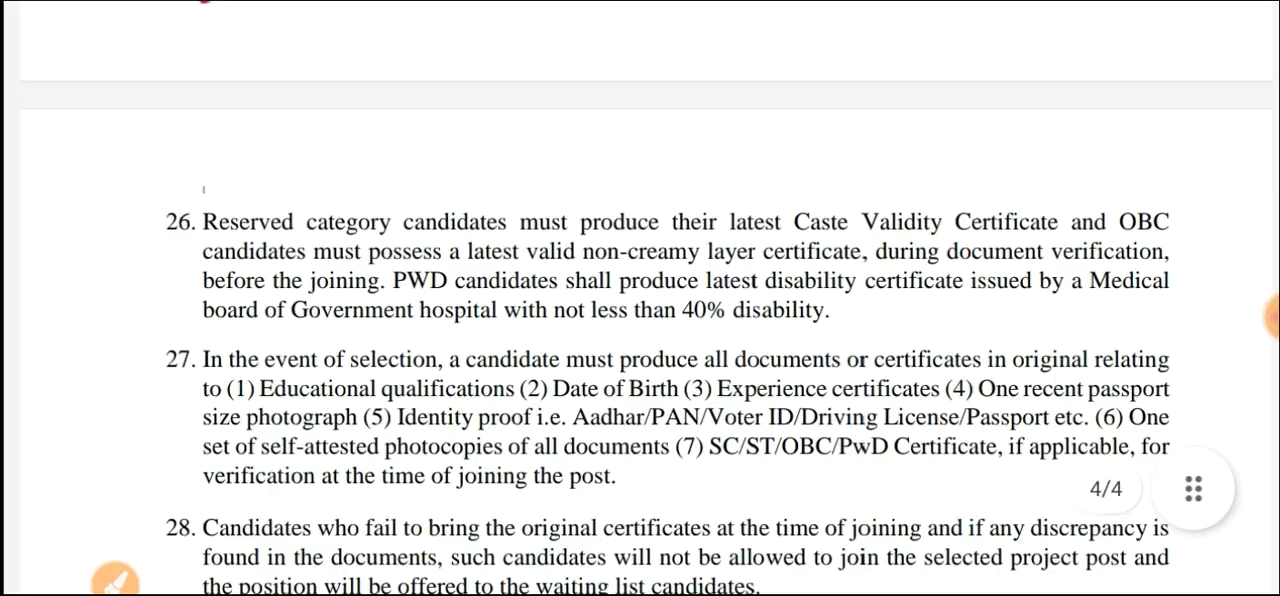 26. Reserved category candidates must produce their latest Caste Validity Certificate and OBC
candidates must possess a latest valid non-creamy layer certificate, during document verification,
before the joining. PWD candidates shall produce latest disability certificate issued by a Medical
board of Government hospital with not less than 40% disability.
27. In the event of selection, a candidate must produce all documents or certificates in original relating
to (1) Educational qualifications (2) Date of Birth (3) Experience certificates (4) One recent passport
size photograph (5) Identity proof i.e. Aadhar/PAN/Voter ID/Driving License/Passport etc. (6) One
set of self-attested photocopies of all documents (7) SC/ST/OBC/PwD Certificate, if applicable, for
verification at the time of joining the post.
4/4
28. Candidates who fail to bring the original certificates at the time of joining and if any discrepancy is
found in the documents, such candidates will not be allowed to join the selected project post and
the position will be offered to the waiting list candidates.